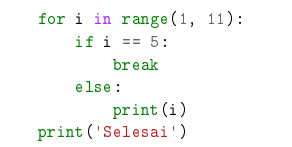 for i in range(1, 11):
    if i == 5:
        break
    else:
        print(i)
print('Selesai')